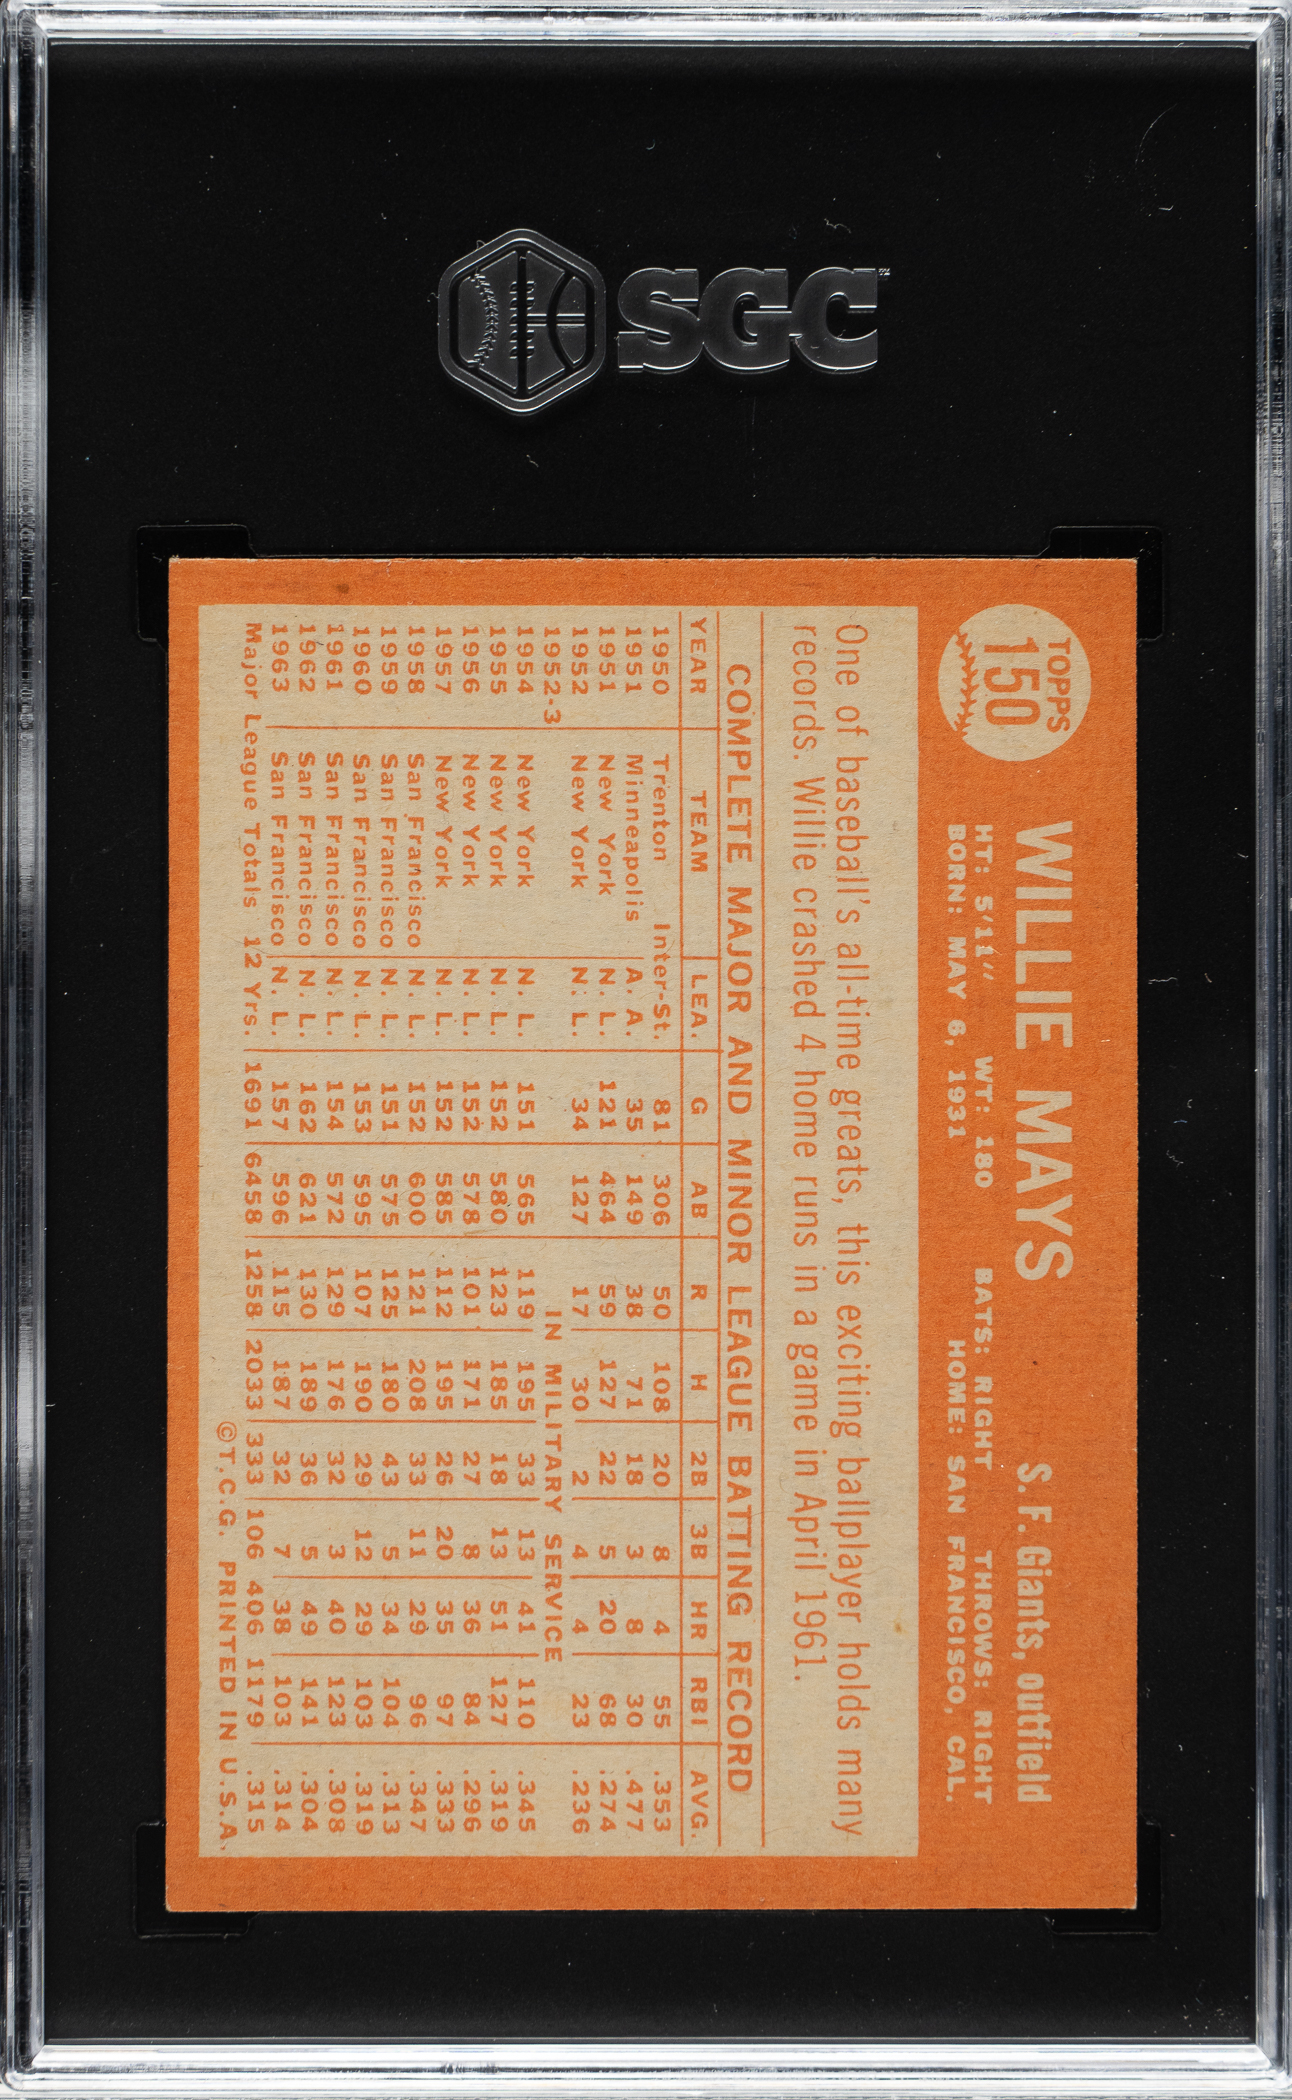 SGC
TOPPS
150
WILLIE MAYS S. F. Giants, outfield
HT: 5'11" WT: 180 BATS: RIGHT THROWS: RIGHT
BORN: MAY 6, 1931 HOME: SAN FRANCISCO, CAL.
One of baseball's all-time greats, this exciting ballplayer holds many
records. Willie crashed 4 home runs in a game in April 1961.
COMPLETE MAJOR AND MINOR LEAGUE BATTING RECORD
YEAR TEAM LEA. G AB R H 2B 3B HR RBI AVG.
1950 Trenton Inter-St. 81 306 50 108 20 8 4 55 .353
1951 Minneapolis A. A. 35 149 38 71 18 3 8 30 .477
1951 New York N. L. 121 464 59 127 22 5 20 68 .274
1952 New York N. L. 34 127 17 30 2 4 4 23 .236
1952-3 IN MILITARY SERVICE
1954 New York N. L. 151 565 119 195 33 13 41 110 .345
1955 New York N. L. 152 580 123 185 18 13 51 127 .319
1956 New York N. L. 152 578 101 171 27 8 36 84 .296
1957 New York N. L. 152 585 112 195 26 20 35 97 .333
1958 San Francisco N. L. 152 600 121 208 33 11 29 96 .347
1959 San Francisco N. L. 151 575 125 180 43 5 34 104 .313
1960 San Francisco N. L. 153 595 107 190 29 12 29 103 .319
1961 San Francisco N. L. 154 572 129 176 32 3 40 123 .308
1962 San Francisco N. L. 162 621 130 189 36 5 49 141 .304
1963 San Francisco N. L. 157 596 115 187 32 7 38 103 .314
Major League Totals 12 Yrs. 1691 6458 1258 2033 333 106 406 1179 .315
©T.C.G. PRINTED IN U.S.A.